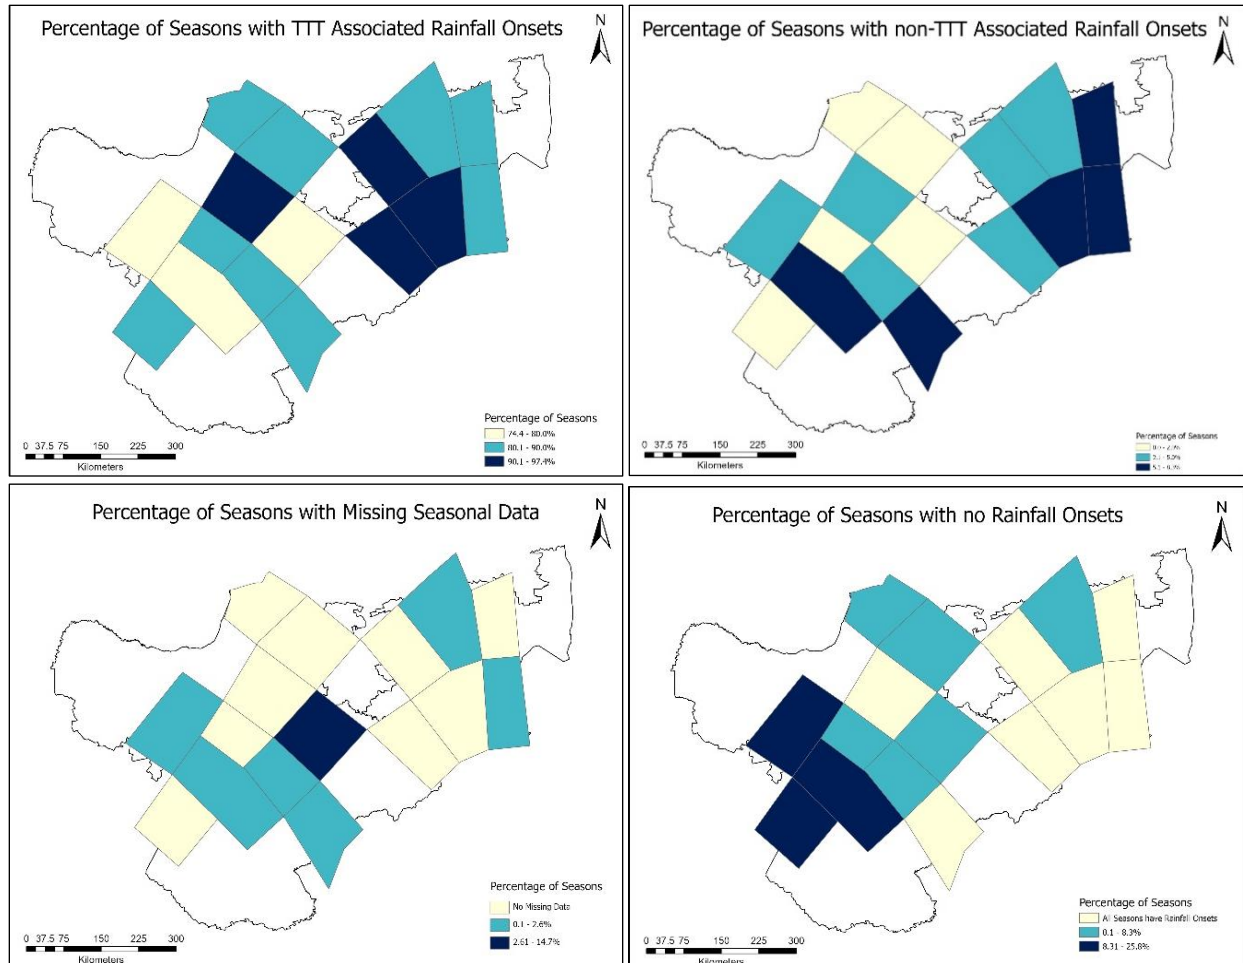 Percentage of Seasons with TTT Associated Rainfall Onsets
N
Percentage of Seasons
74.4 - 80.0%
80.1 - 90.0%
90.1 - 97.4%
0 37.5 75 150 225 300
Kilometers
Percentage of Seasons with non-TTT Associated Rainfall Onsets
N
Percentage of Seasons
0 37.5 75 150 225 300
Kilometers
Percentage of Seasons with Missing Seasonal Data
N
Percentage of Seasons
No Missing Data
0.1 - 2.6%
2.61 - 14.7%
0 37.5 75 150 225 300
Kilometers
Percentage of Seasons with no Rainfall Onsets
N
Percentage of Seasons
All Seasons have Rainfall Onsets
0.1 - 8.3%
8.31 - 25.8%
0 37.5 75 150 225 300
Kilometers